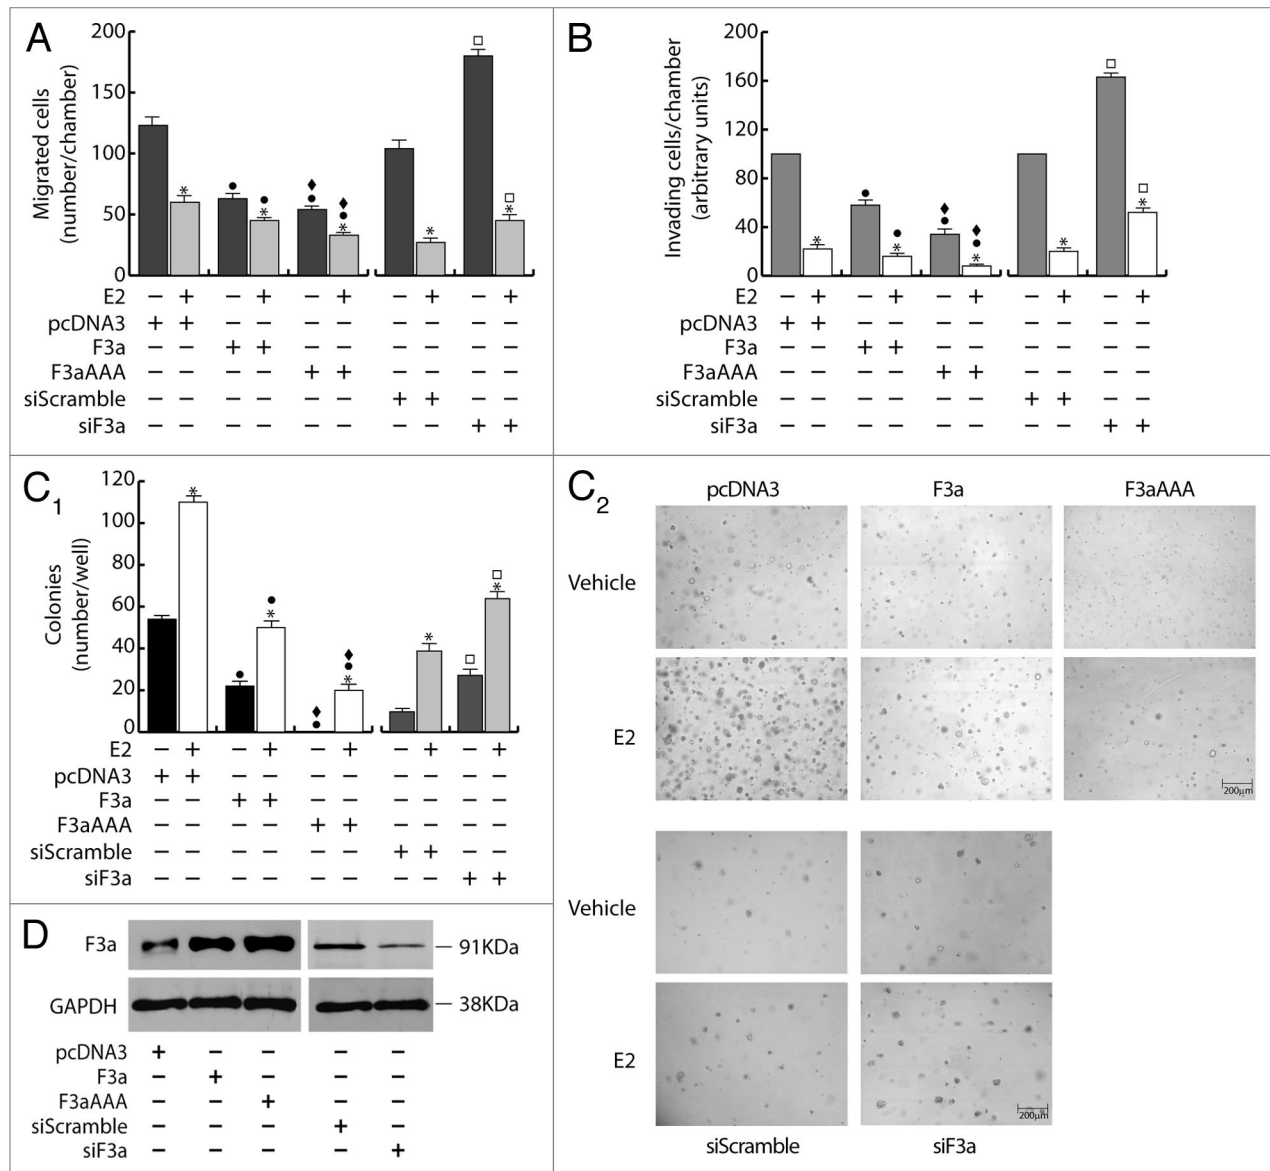 A
200
150
100
50
0
Migrated cells
(number/chamber)
* * * * *
E2 − + − + − + − + − +
pcDNA3 + + − − − − − − − −
F3a − − + + − − − − − −
F3aAAA − − − − + + − − − −
siScramble − − − − − − + + − −
siF3a − − − − − − − − + +
B
200
160
120
80
40
0
Invading cells/chamber
(arbitrary units)
* * * * *
E2 − + − + − + − + − +
pcDNA3 + + − − − − − − − −
F3a − − + + − − − − − −
F3aAAA − − − − + + − − − −
siScramble − − − − − − + + − −
siF3a − − − − − − − − + +
C1
120
100
80
60
40
20
0
Colonies
(number/well)
* * * * *
E2 − + − + − + − + − +
pcDNA3 + + − − − − − − − −
F3a − − + + − − − − − −
F3aAAA − − − − + + − − − −
siScramble − − − − − − + + − −
siF3a − − − − − − − − + +
C2
pcDNA3 F3a F3aAAA
Vehicle
E2
200µm
Vehicle
E2
200µm
siScramble siF3a
D
F3a — 91KDa
GAPDH — 38KDa
pcDNA3 + − − − −
F3a − + − − −
F3aAAA − − + − −
siScramble − − − + −
siF3a − − − − +